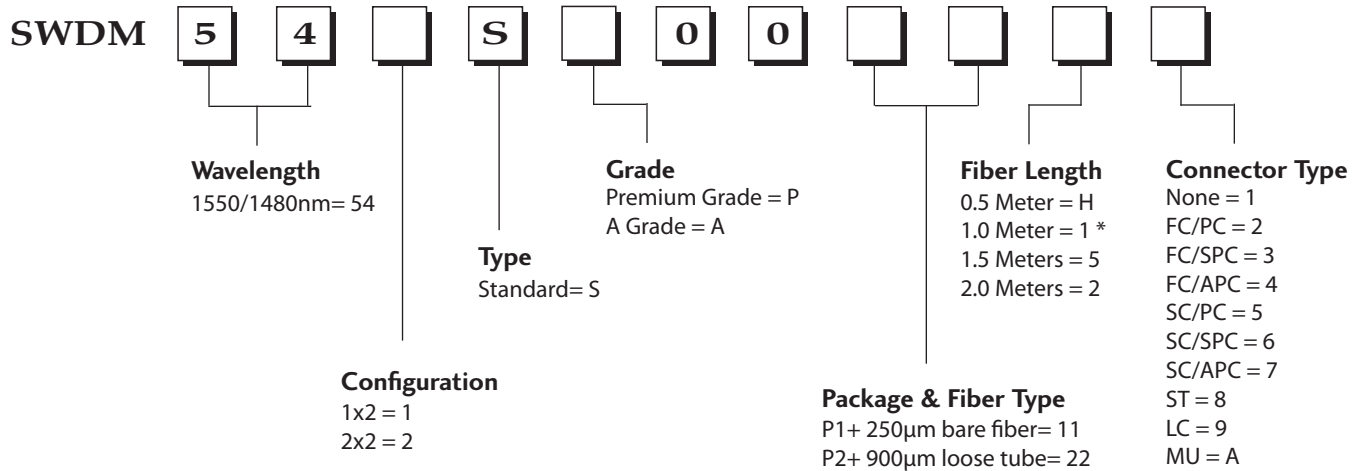 SWDM 5 4 S 0 0
Wavelength
1550/1480nm= 54
Configuration
1x2 = 1
2x2 = 2
Type
Standard= S
Grade
Premium Grade = P
A Grade = A
Package & Fiber Type
P1+ 250µm bare fiber= 11
P2+ 900µm loose tube= 22
Fiber Length
0.5 Meter = H
1.0 Meter = 1 *
1.5 Meters = 5
2.0 Meters = 2
Connector Type
None = 1
FC/PC = 2
FC/SPC = 3
FC/APC = 4
SC/PC = 5
SC/SPC = 6
SC/APC = 7
ST = 8
LC = 9
MU = A